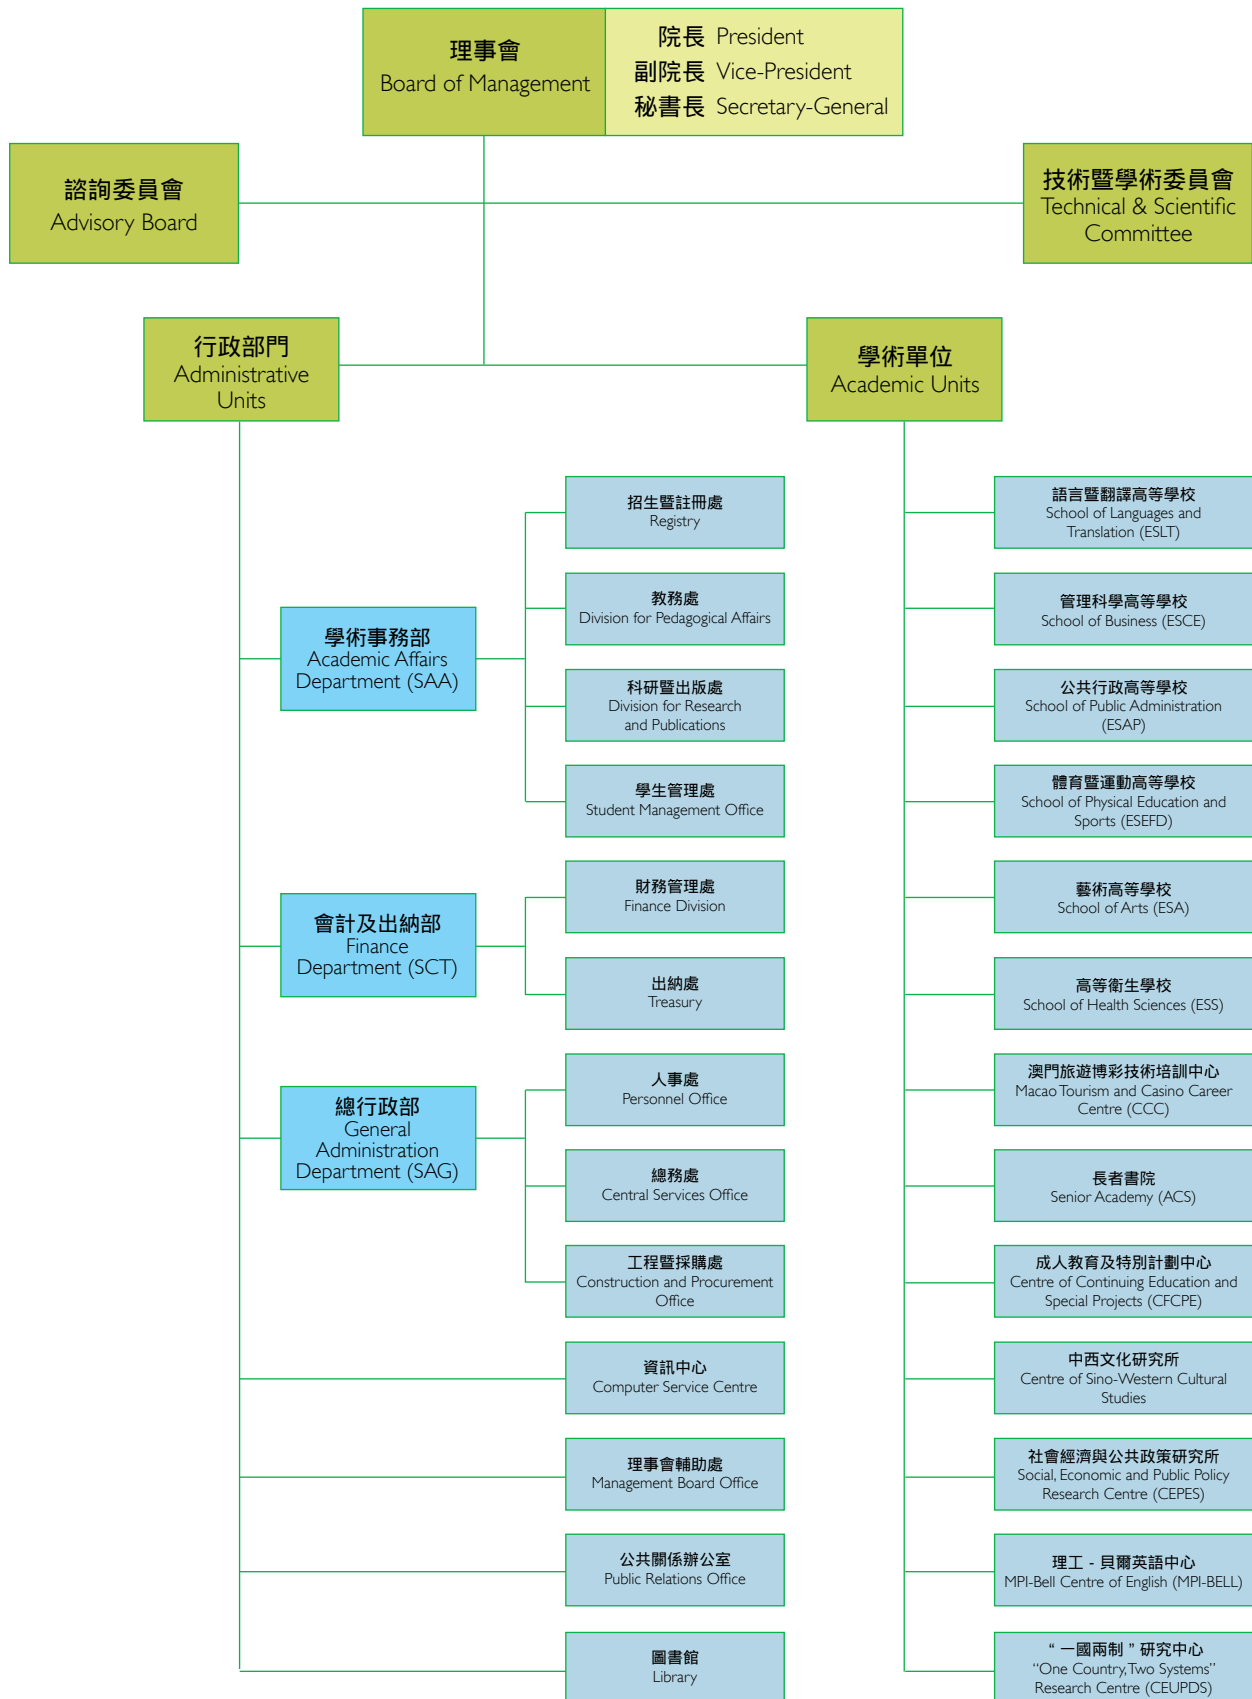 理事會
Board of Management
院長 President
副院長 Vice-President
秘書長 Secretary-General
諮詢委員會
Advisory Board
技術暨學術委員會
Technical & Scientific
Committee
行政部門
Administrative
Units
學術單位
Academic Units
學術事務部
Academic Affairs
Department (SAA)
招生暨註冊處
Registry
教務處
Division for Pedagogical Affairs
科研暨出版處
Division for Research
and Publications
學生管理處
Student Management Office
會計及出納部
Finance
Department (SCT)
財務管理處
Finance Division
出納處
Treasury
總行政部
General
Administration
Department (SAG)
人事處
Personnel Office
總務處
Central Services Office
工程暨採購處
Construction and Procurement
Office
資訊中心
Computer Service Centre
理事會輔助處
Management Board Office
公共關係辦公室
Public Relations Office
圖書館
Library
語言暨翻譯高等學校
School of Languages and
Translation (ESLT)
管理科學高等學校
School of Business (ESCE)
公共行政高等學校
School of Public Administration
(ESAP)
體育暨運動高等學校
School of Physical Education and
Sports (ESEFD)
藝術高等學校
School of Arts (ESA)
高等衛生學校
School of Health Sciences (ESS)
澳門旅遊博彩技術培訓中心
Macao Tourism and Casino Career
Centre (CCC)
長者書院
Senior Academy (ACS)
成人教育及特別計劃中心
Centre of Continuing Education and
Special Projects (CFCPE)
中西文化研究所
Centre of Sino-Western Cultural
Studies
社會經濟與公共政策研究所
Social, Economic and Public Policy
Research Centre (CEPES)
理工 - 貝爾英語中心
MPI-Bell Centre of English (MPI-BELL)
“ 一國兩制 ” 研究中心
“One Country, Two Systems”
Research Centre (CEUPDS)